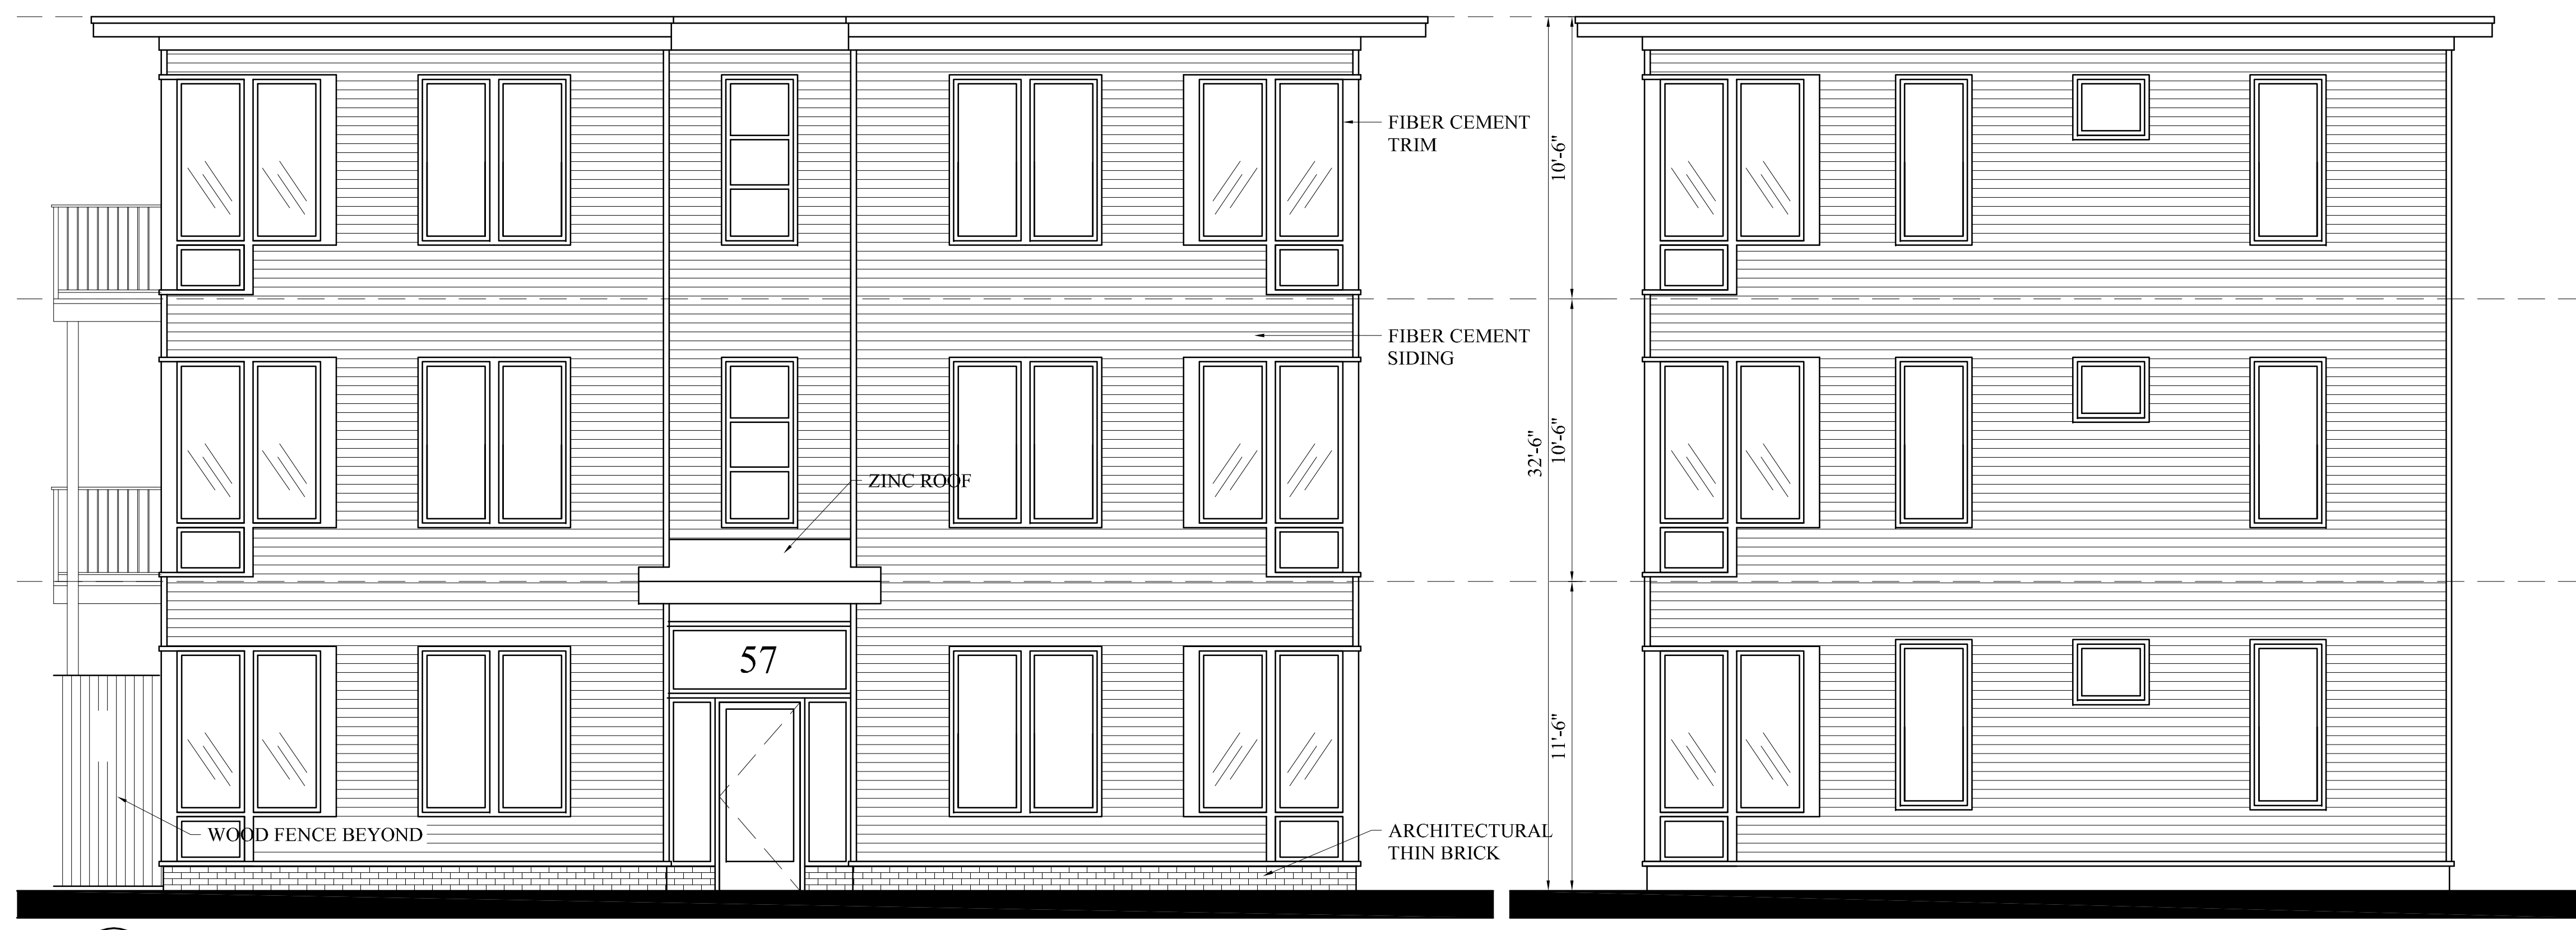 FIBER CEMENT
TRIM
FIBER CEMENT
SIDING
ZINC ROOF
57
WOOD FENCE BEYOND
ARCHITECTURAL
THIN BRICK
32'-6"
10'-6"
10'-6"
11'-6"